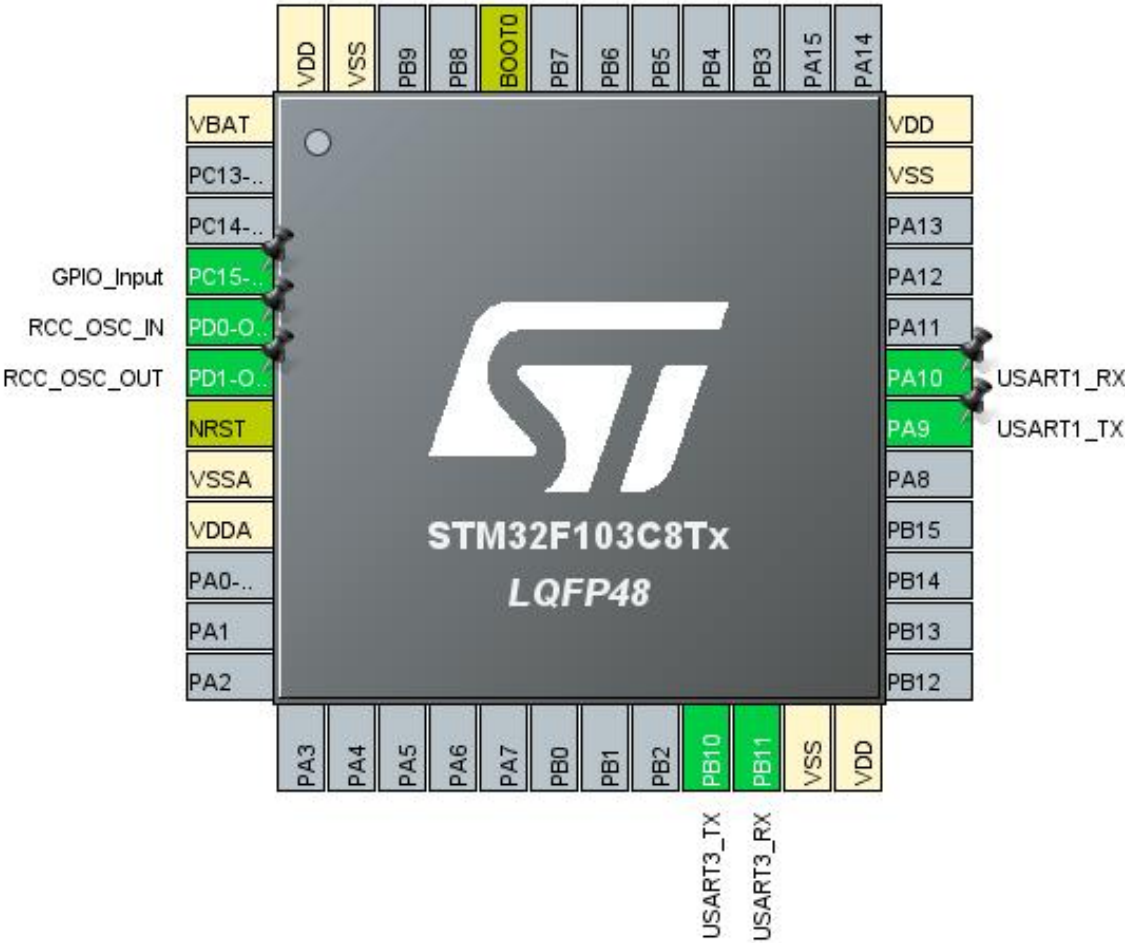 VDD
VSS
PB9
PB8
BOOT0
PB7
PB6
PB5
PB4
PB3
PA15
PA14
VBAT
PC13-..
PC14-..
GPIO_Input PC15-..
RCC_OSC_IN PD0-O..
RCC_OSC_OUT PD1-O..
NRST
VSSA
VDDA
PA0-..
PA1
PA2
VDD
VSS
PA13
PA12
PA11
PA10 USART1_RX
PA9 USART1_TX
PA8
PB15
PB14
PB13
PB12
ST
STM32F103C8Tx
LQFP48
PA3
PA4
PA5
PA6
PA7
PB0
PB1
PB2
PB10
PB11
VSS
VDD
USART3_TX
USART3_RX